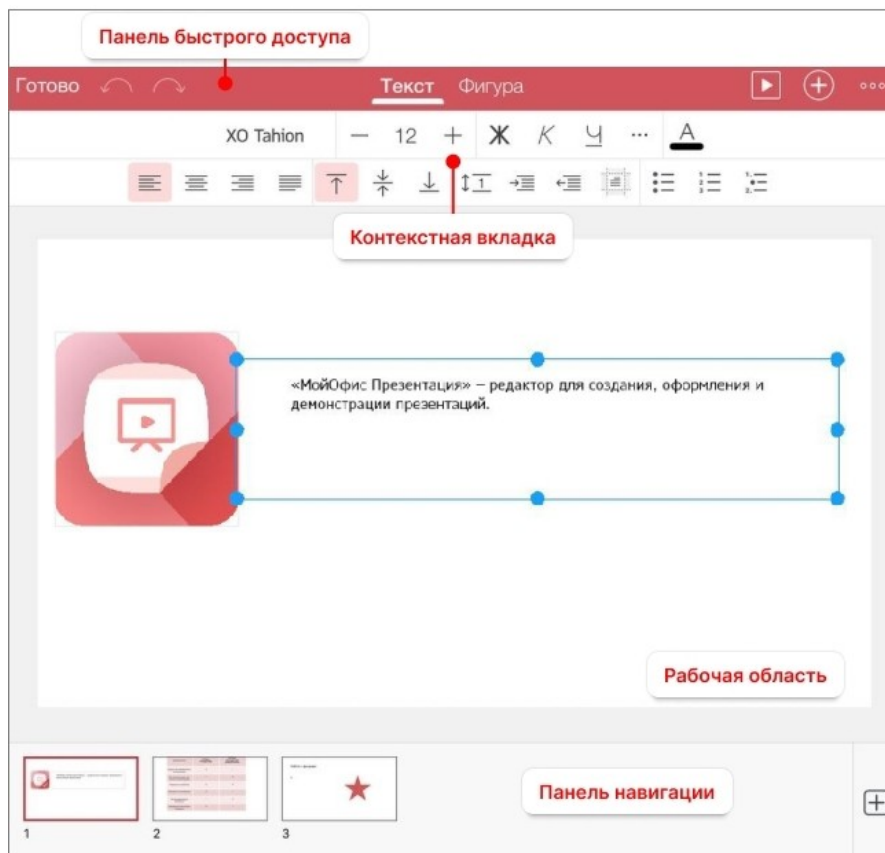 Панель быстрого доступа
Готово
Текст Фигура
XO Tahion — 12 + Ж К Ч ... А
Контекстная вкладка
«МойОфис Презентация» – редактор для создания, оформления и
демонстрации презентаций.
Рабочая область
Панель навигации
1 2 3